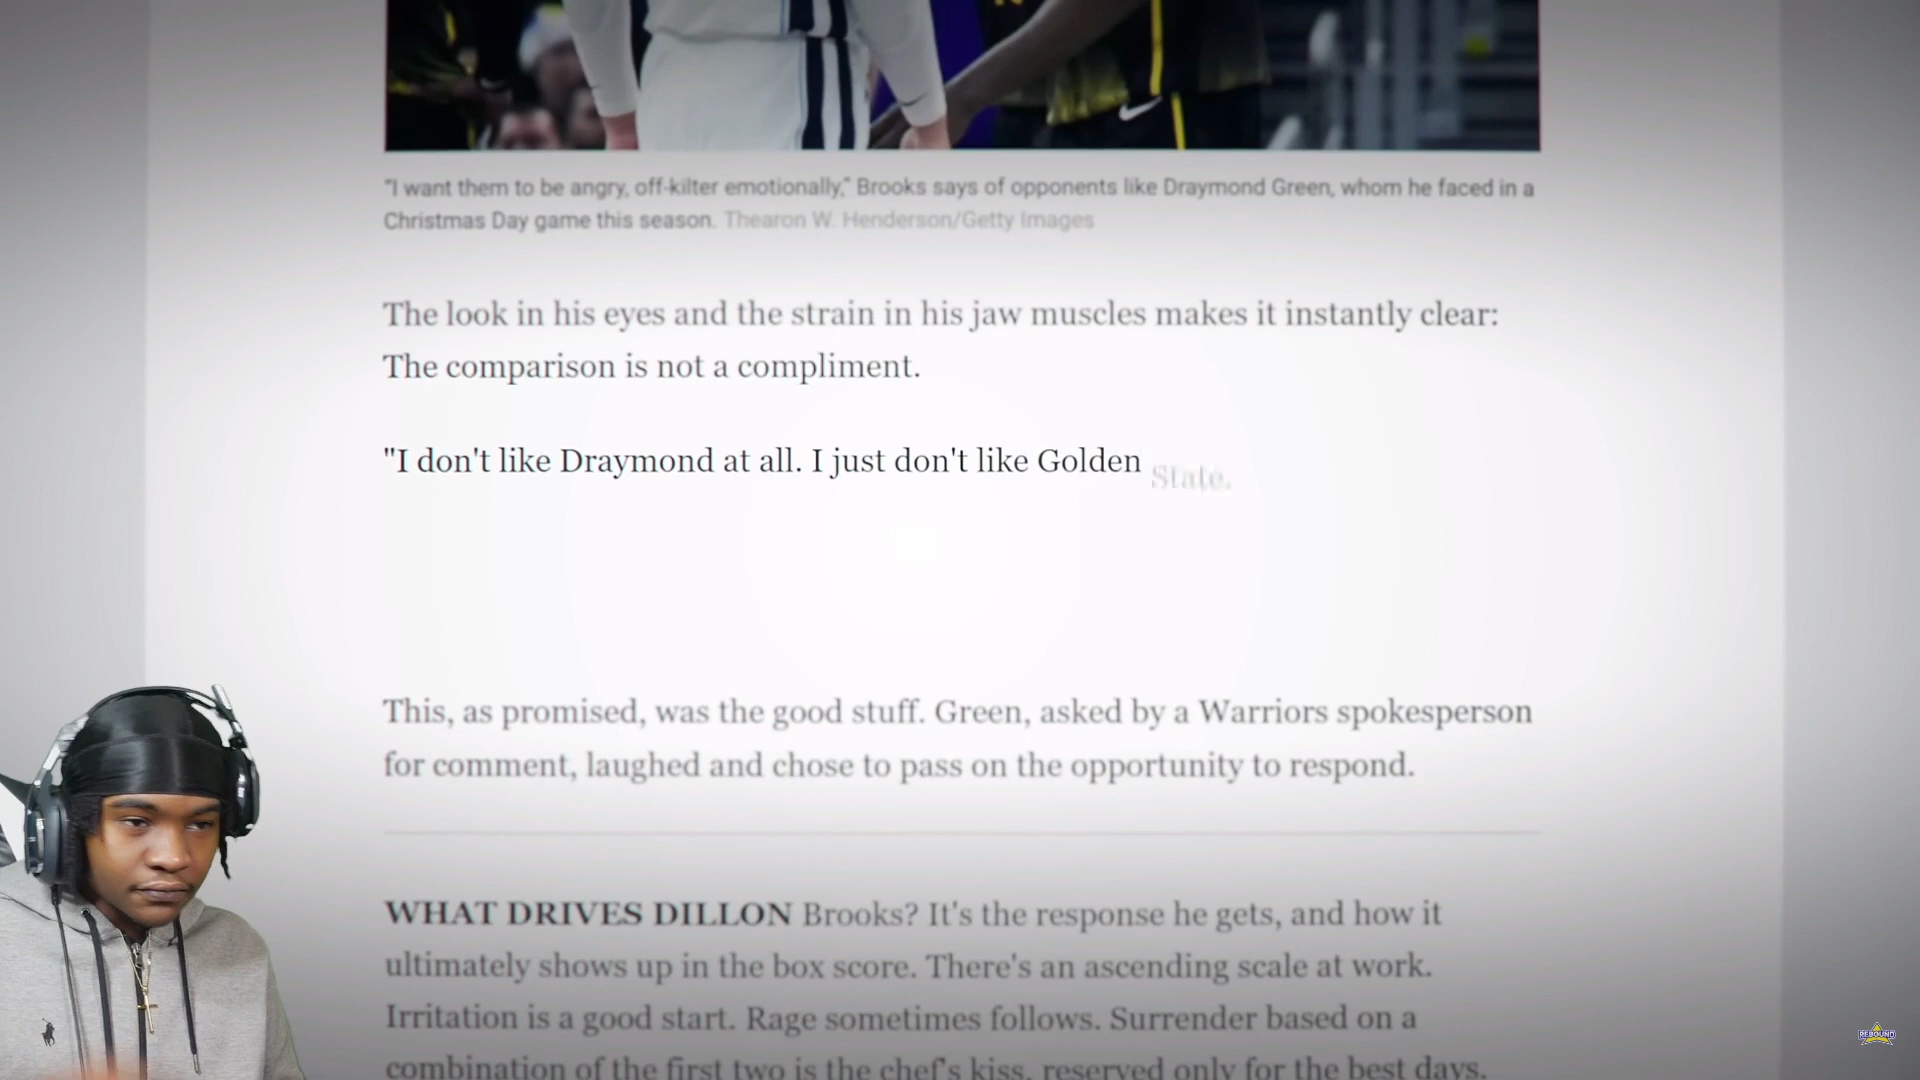 "I want them to be angry, off-kilter emotionally," Brooks says of opponents like Draymond Green, whom he faced in a
Christmas Day game this season. Thearon W. Henderson/Getty Images
The look in his eyes and the strain in his jaw muscles makes it instantly clear:
The comparison is not a compliment.
"I don't like Draymond at all. I just don't like Golden State.
This, as promised, was the good stuff. Green, asked by a Warriors spokesperson
for comment, laughed and chose to pass on the opportunity to respond.
WHAT DRIVES DILLON Brooks? It's the response he gets, and how it
ultimately shows up in the box score. There's an ascending scale at work.
Irritation is a good start. Rage sometimes follows. Surrender based on a
combination of the first two is the chef's kiss, reserved only for the best days.
REBOUND